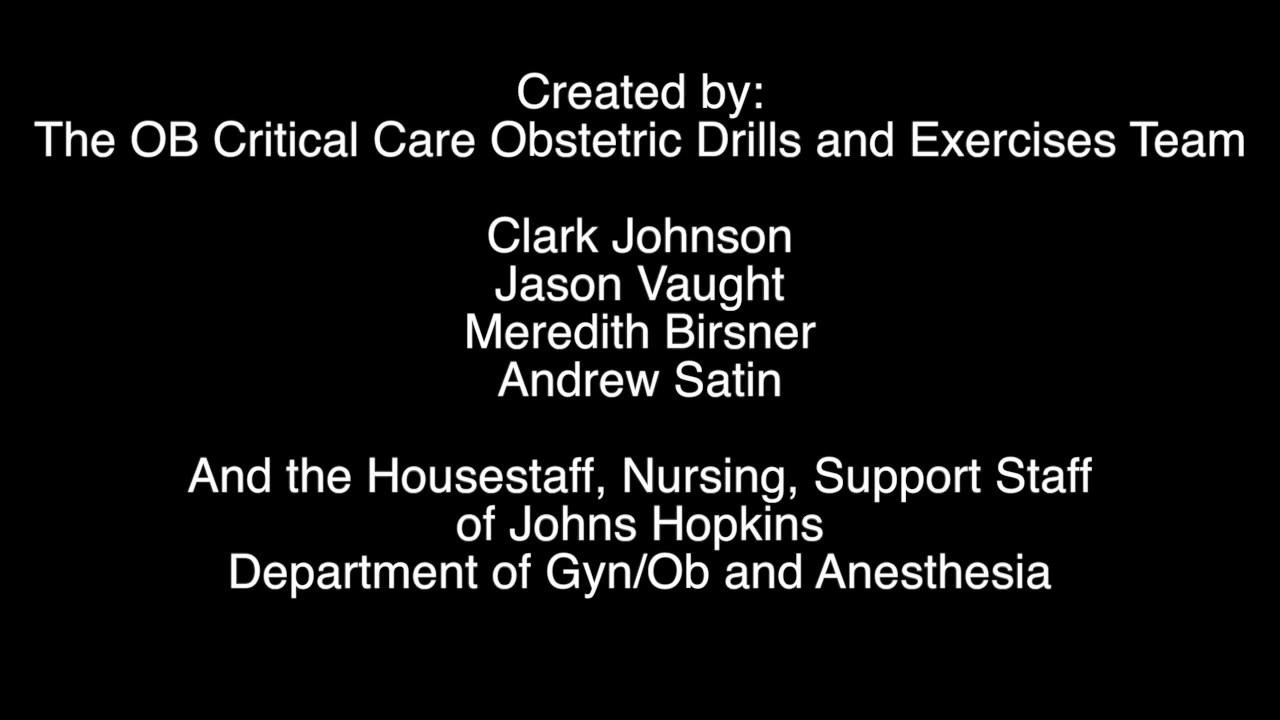 Created by:
The OB Critical Care Obstetric Drills and Exercises Team
Clark Johnson
Jason Vaught
Meredith Birsner
Andrew Satin
And the Housestaff, Nursing, Support Staff
of Johns Hopkins
Department of Gyn/Ob and Anesthesia